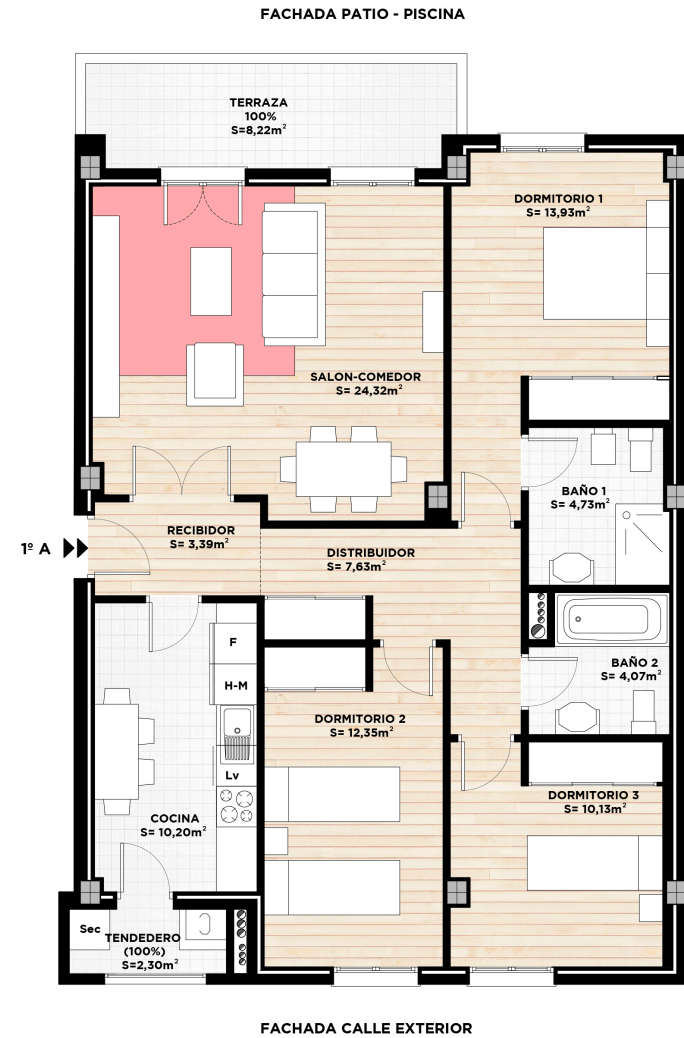 FACHADA PATIO - PISCINA
TERRAZA
100%
S=8,22m²
DORMITORIO 1
S= 13,93m²
SALON-COMEDOR
S= 24,32m²
BAÑO 1
S= 4,73m²
RECIBIDOR
S= 3,39m²
1º A
DISTRIBUIDOR
S= 7,63m²
F
H-M
BAÑO 2
S= 4,07m²
DORMITORIO 2
S= 12,35m²
Lv
DORMITORIO 3
S= 10,13m²
COCINA
S= 10,20m²
Sec
TENDEDERO
(100%)
S=2,30m²
FACHADA CALLE EXTERIOR